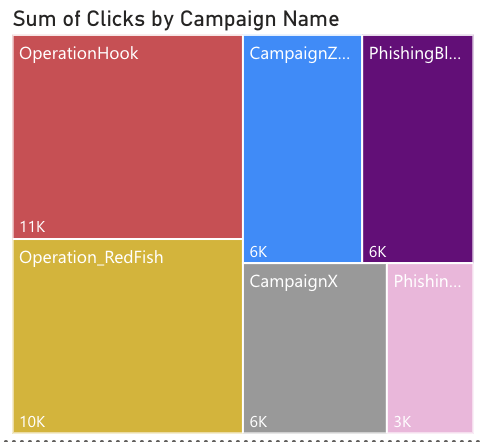 Sum of Clicks by Campaign Name
OperationHook
11K
Operation_RedFish
10K
CampaignZ...
6K
PhishingBl...
6K
CampaignX
6K
Phishin...
3K